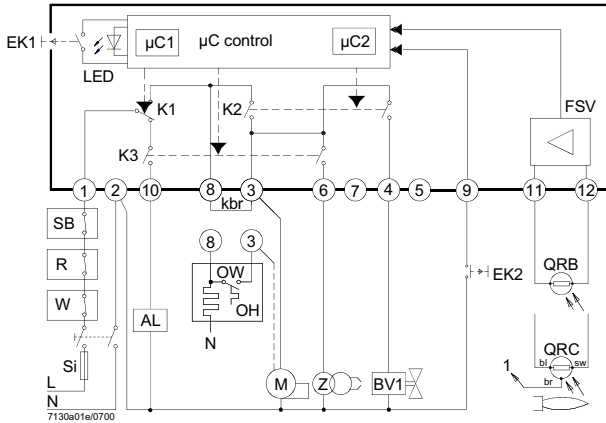 µC1
µC control
µC2
EK1
LED
FSV
K1
K2
K3
1
2
10
8
3
6
7
4
5
9
11
12
kbr
SB
8
3
QRB
R
OW
EK2
OH
W
AL
N
QRC
Si
1
bl
sw
br
L
M
Z
BV1
N
7130a01e/0700